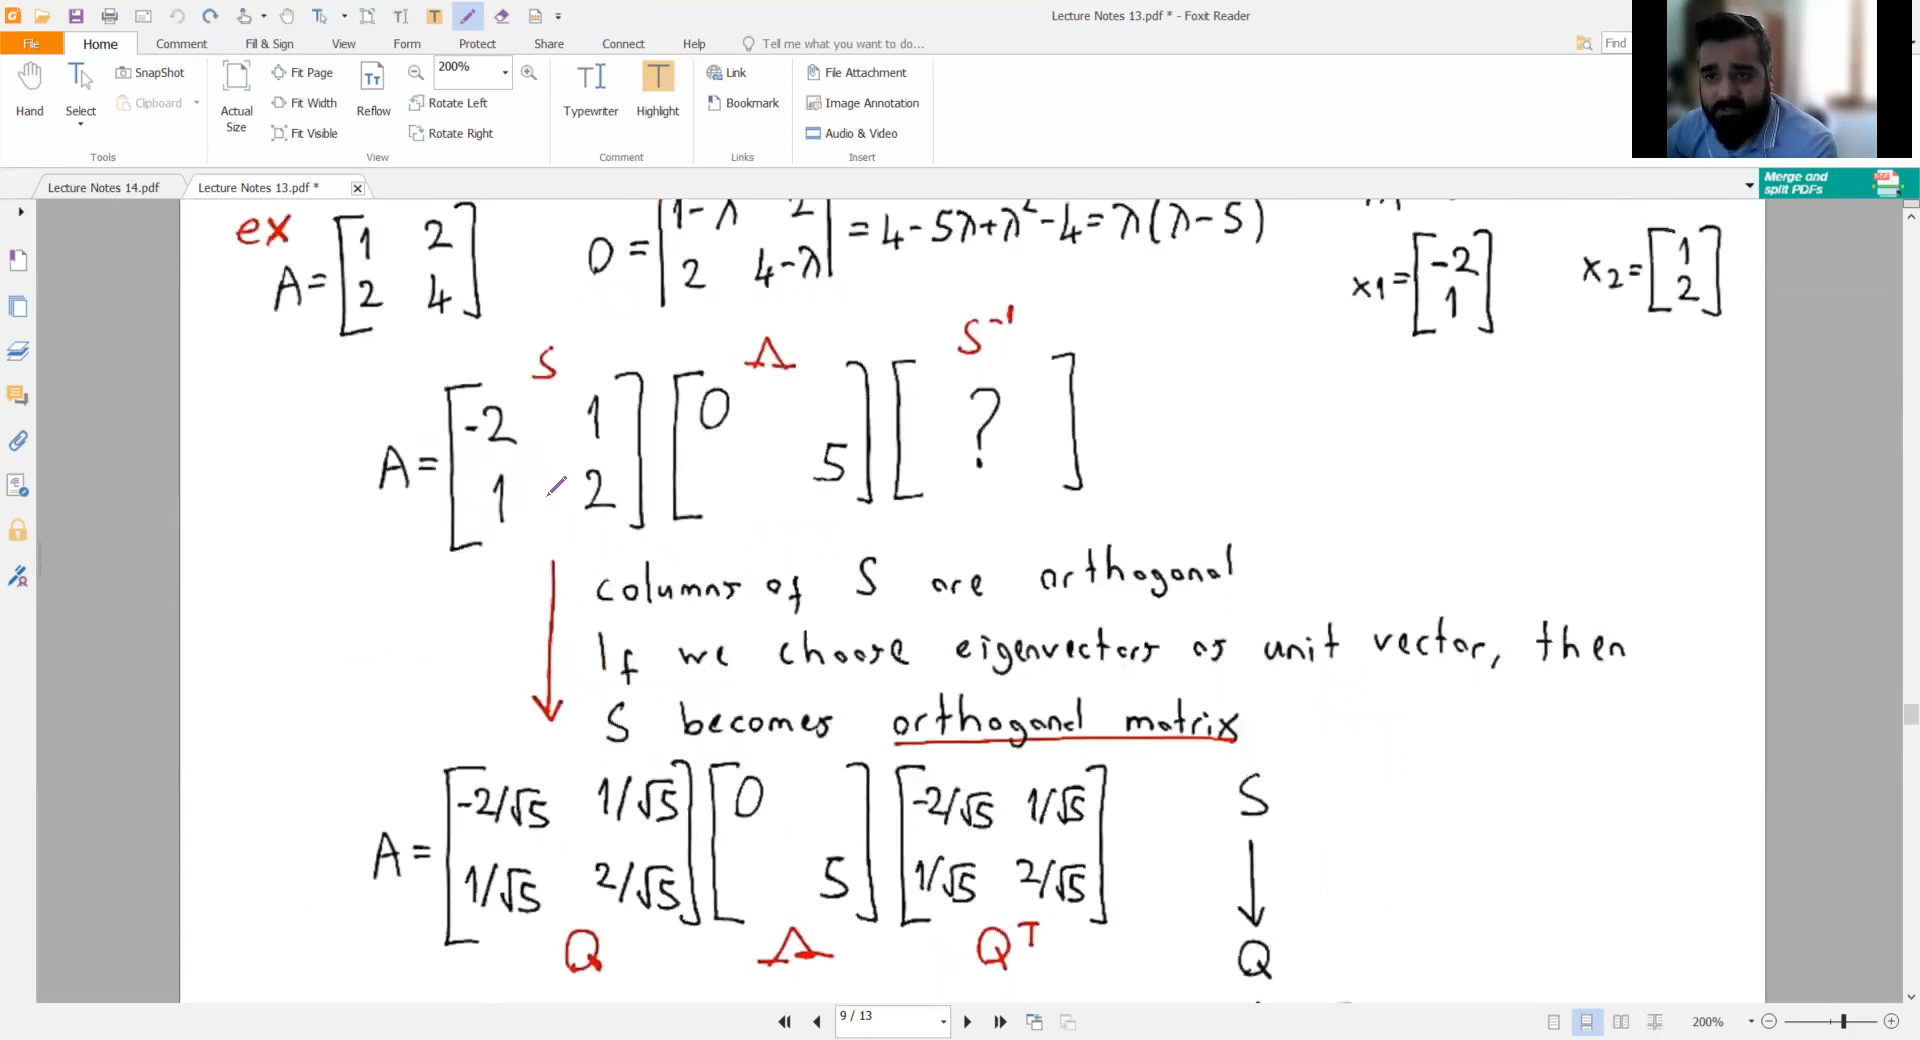 Lecture Notes 13.pdf * - Foxit Reader
File Home Comment Fill & Sign View Form Protect Share Connect Help Tell me what you want to do... Find
Hand
Select
SnapShot
Clipboard
Tools
Actual Size
Fit Page
Fit Width
Fit Visible
Reflow
200%
Rotate Left
Rotate Right
View
Typewriter
Highlight
Comment
Link
Bookmark
Links
File Attachment
Image Annotation
Audio & Video
Insert
Lecture Notes 14.pdf Lecture Notes 13.pdf *
Merge and
split PDFs
PDF
ex
A = [1 2
2 4]
0 = |1-λ 2
2 4-λ| = 4-5λ+λ²-4 = λ(λ-5)
x1 = [-2
1]
x2 = [1
2]
S Λ S⁻¹
A = [-2 1
1 2] [0
5] [?]
columns of S are orthogonal
If we choose eigenvectors as unit vector, then
S becomes orthogonal matrix
A = [-2/√5 1/√5
1/√5 2/√5] [0
5] [-2/√5 1/√5
1/√5 2/√5]
Q Λ Qᵀ
S
↓
Q
9 / 13
200%